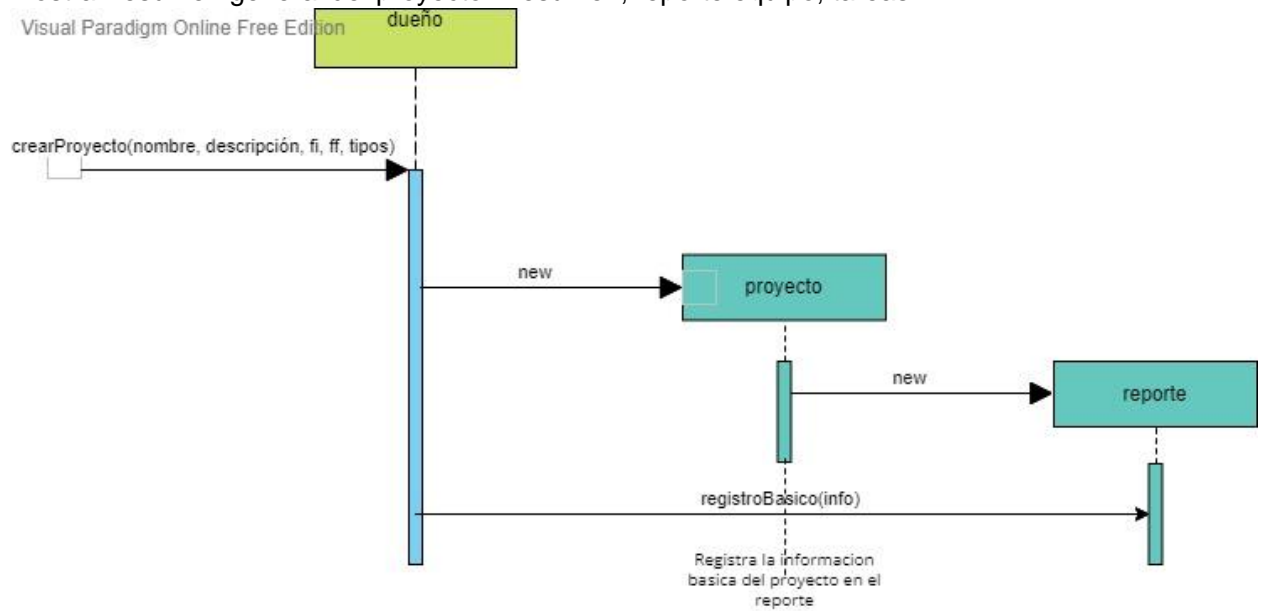 Visual Paradigm Online Free Edition
dueño
crearProyecto(nombre, descripción, fi, ff, tipos)
new
proyecto
new
reporte
registroBasico(info)
Registra la informacion
basica del proyecto en el
reporte